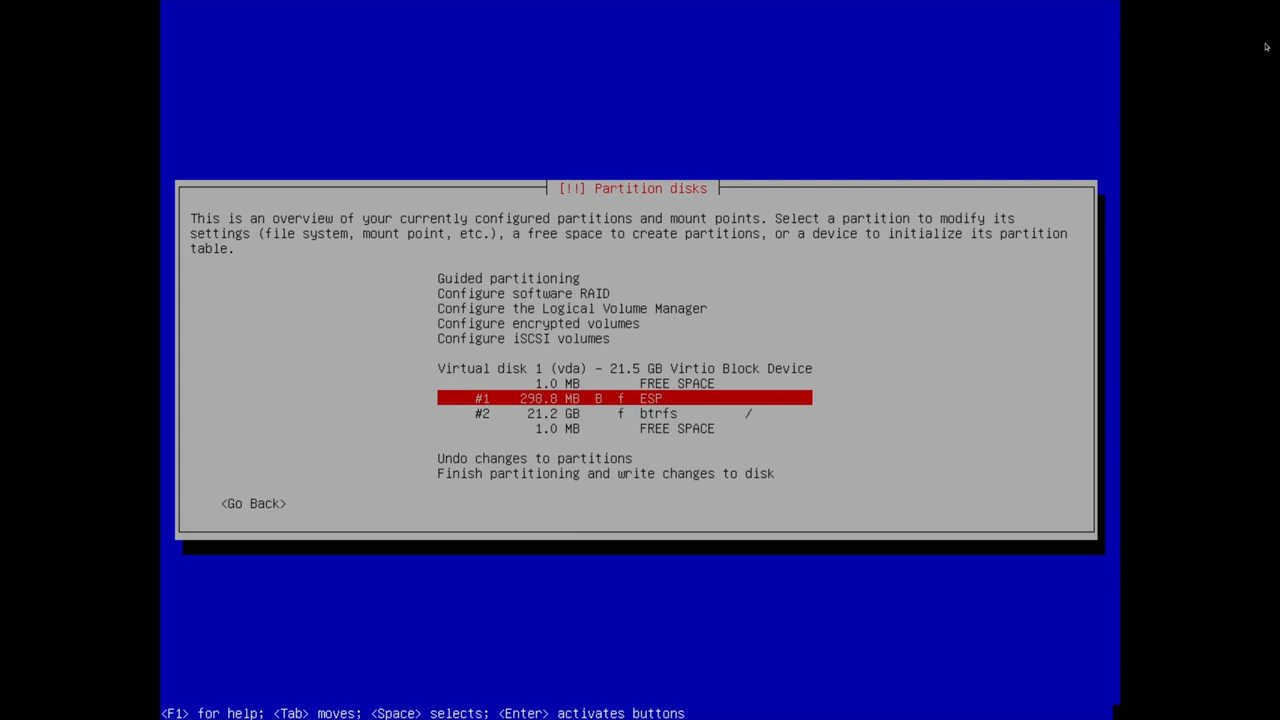 [!!] Partition disks
This is an overview of your currently configured partitions and mount points. Select a partition to modify its
settings (file system, mount point, etc.), a free space to create partitions, or a device to initialize its partition
table.
Guided partitioning
Configure software RAID
Configure the Logical Volume Manager
Configure encrypted volumes
Configure iSCSI volumes
Virtual disk 1 (vda) - 21.5 GB Virtio Block Device
1.0 MB FREE SPACE
#1 298.8 MB B f ESP
#2 21.2 GB f btrfs /
1.0 MB FREE SPACE
Undo changes to partitions
Finish partitioning and write changes to disk
<Go Back>
<F1> for help; <Tab> moves; <Space> selects; <Enter> activates buttons